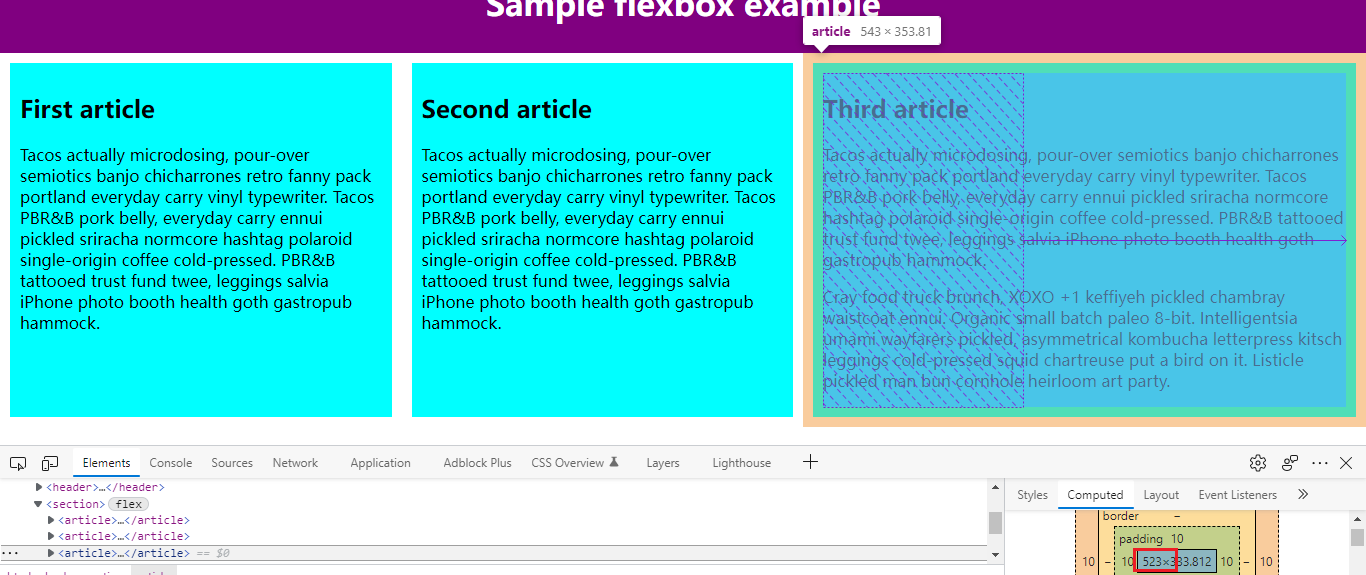 Sample flexbox example
article 543 × 353.81
First article
Tacos actually microdosing, pour-over
semiotics banjo chicharrones retro fanny pack
portland everyday carry vinyl typewriter. Tacos
PBR&B pork belly, everyday carry ennui
pickled sriracha normcore hashtag polaroid
single-origin coffee cold-pressed. PBR&B
tattooed trust fund twee, leggings salvia
iPhone photo booth health goth gastropub
hammock.
Second article
Tacos actually microdosing, pour-over
semiotics banjo chicharrones retro fanny pack
portland everyday carry vinyl typewriter. Tacos
PBR&B pork belly, everyday carry ennui
pickled sriracha normcore hashtag polaroid
single-origin coffee cold-pressed. PBR&B
tattooed trust fund twee, leggings salvia
iPhone photo booth health goth gastropub
hammock.
Third article
Tacos actually microdosing, pour-over semiotics banjo chicharrones
retro fanny pack portland everyday carry vinyl typewriter. Tacos
PBR&B pork belly, everyday carry ennui pickled sriracha normcore
hashtag polaroid single-origin coffee cold-pressed. PBR&B tattooed
trust fund twee, leggings salvia iPhone photo booth health goth
gastropub hammock.
Cray food truck brunch, XOXO +1 keffiyeh pickled chambray
waistcoat ennui. Organic small batch paleo 8-bit. Intelligentsia
umami wayfarers pickled, asymmetrical kombucha letterpress kitsch
leggings cold-pressed squid chartreuse put a bird on it. Listicle
pickled man bun cornhole heirloom art party.
Elements Console Sources Network Application Adblock Plus CSS Overview Layers Lighthouse
<header>…</header>
<section> flex
<article>…</article>
<article>…</article>
<article>…</article> == $0
Styles Computed Layout Event Listeners
border –
padding 10
10 – 10 523×333.812 10 – 10